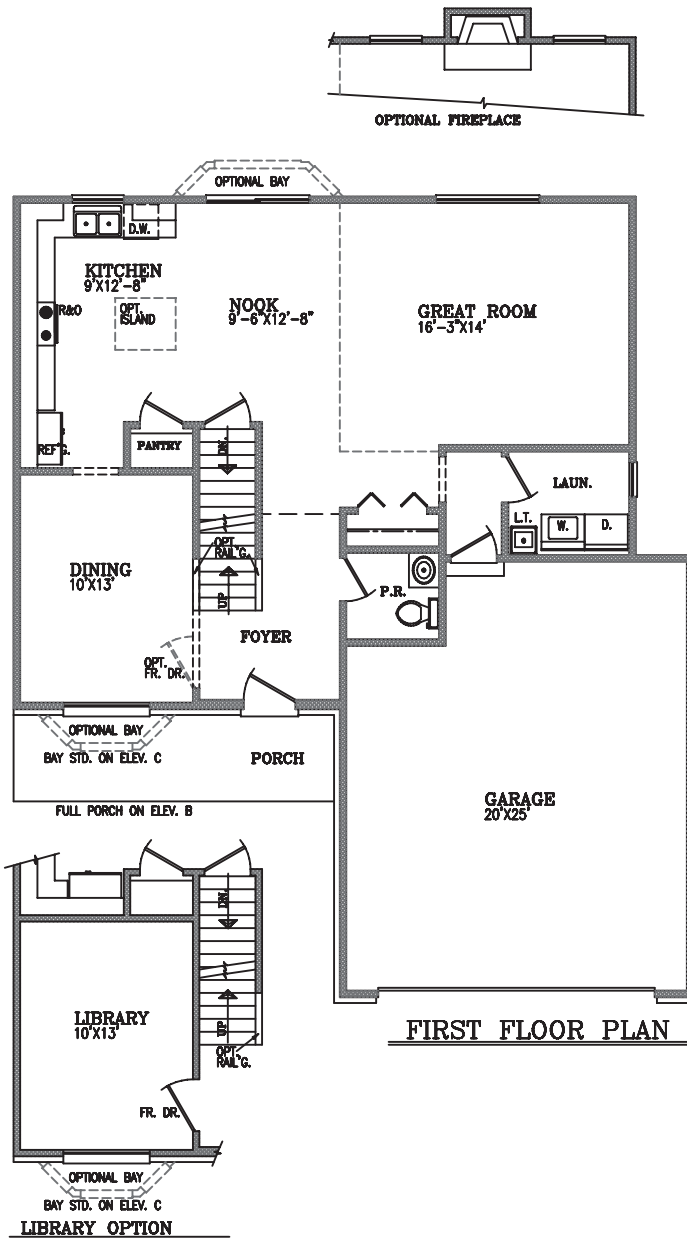 OPTIONAL FIREPLACE
OPTIONAL BAY
D.W.
KITCHEN
9'X12'-8"
R&O
OPT.
ISLAND
NOOK
9'-6"X12'-8"
GREAT ROOM
16'-3"X14'
REF'G.
PANTRY
DN.
LAUN.
L.T.
W.
D.
OPT.
RAIL'G.
UP
DINING
10'X13'
P.R.
FOYER
OPT.
FR. DR.
OPTIONAL BAY
BAY STD. ON ELEV. C
PORCH
FULL PORCH ON ELEV. B
GARAGE
20'X25'
DN.
LIBRARY
10'X13'
UP
OPT.
RAIL'G.
FR. DR.
FIRST FLOOR PLAN
OPTIONAL BAY
BAY STD. ON ELEV. C
LIBRARY OPTION